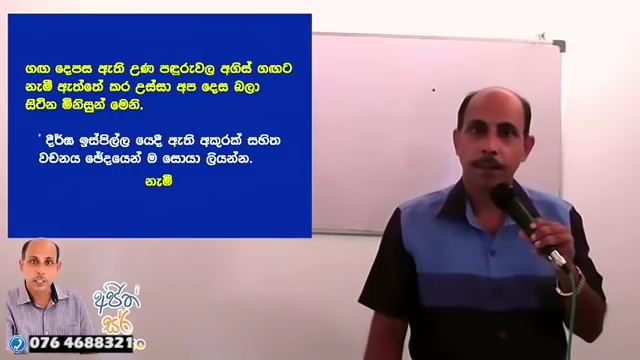 ගඟ දෙපස ඇති උණ පඳුරුවල අගිස් ගඟට
නැමී ඇත්තේ කර උස්සා අප දෙස බලා
සිටින මිනිසුන් මෙනි.
' දීර්ඝ ඉස්පිල්ල යෙදී ඇති අකුරක් සහිත
වචනය ඡේදයෙන් ම සොයා ලියන්න.
නැමී
අජිත්
සර්
076 4688321